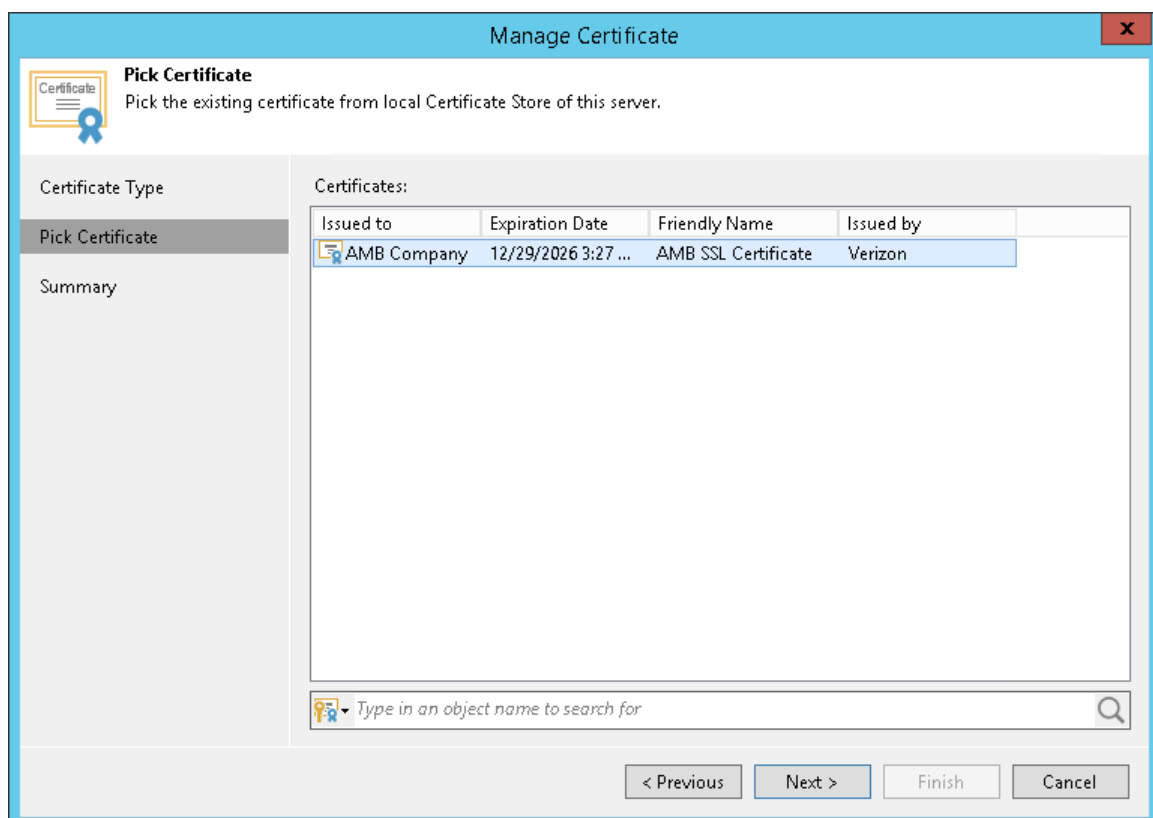 Manage Certificate
x
Certificate
Pick Certificate
Pick the existing certificate from local Certificate Store of this server.
Certificate Type
Pick Certificate
Summary
Certificates:
Issued to Expiration Date Friendly Name Issued by
AMB Company 12/29/2026 3:27 ... AMB SSL Certificate Verizon
Type in an object name to search for
< Previous Next > Finish Cancel